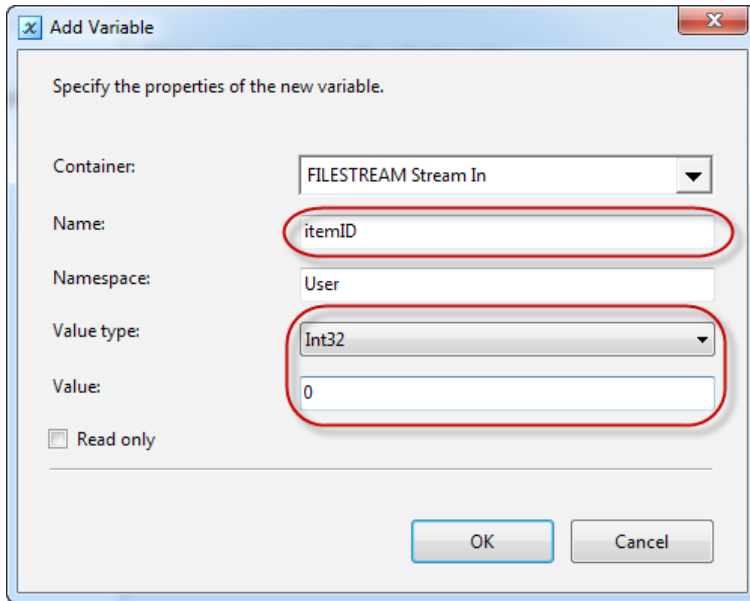 Add Variable
Specify the properties of the new variable.
Container: FILESTREAM Stream In
Name: itemID
Namespace: User
Value type: Int32
Value: 0
Read only
OK Cancel